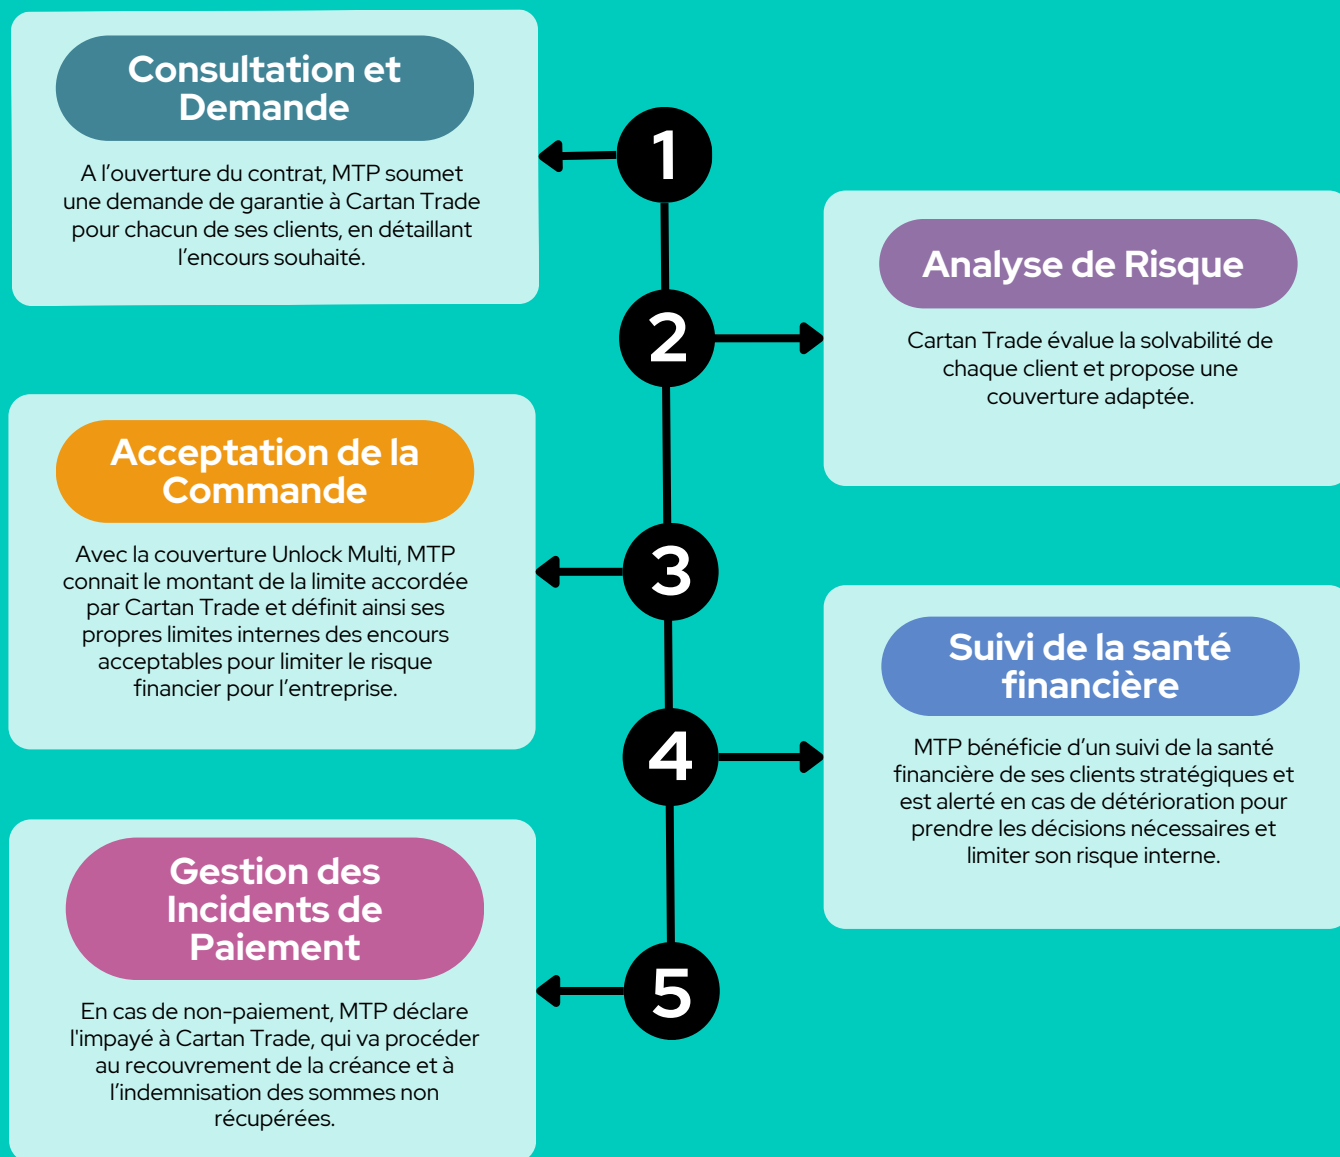 Consultation et
Demande
A l’ouverture du contrat, MTP soumet
une demande de garantie à Cartan Trade
pour chacun de ses clients, en détaillant
l’encours souhaité.
1
2
Analyse de Risque
Cartan Trade évalue la solvabilité de
chaque client et propose une
couverture adaptée.
Acceptation de la
Commande
Avec la couverture Unlock Multi, MTP
connait le montant de la limite accordée
par Cartan Trade et définit ainsi ses
propres limites internes des encours
acceptables pour limiter le risque
financier pour l’entreprise.
3
4
Suivi de la santé
financière
MTP bénéficie d’un suivi de la santé
financière de ses clients stratégiques et
est alerté en cas de détérioration pour
prendre les décisions nécessaires et
limiter son risque interne.
Gestion des
Incidents de
Paiement
En cas de non-paiement, MTP déclare
l'impayé à Cartan Trade, qui va procéder
au recouvrement de la créance et à
l’indemnisation des sommes non
récupérées.
5